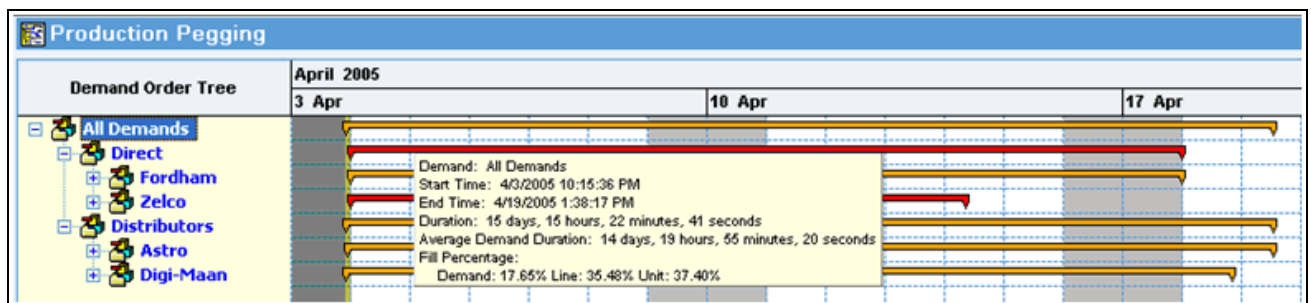 Production Pegging
Demand Order Tree
April 2005
3 Apr
10 Apr
17 Apr
All Demands
Direct
Fordham
Zelco
Distributors
Astro
Digi-Maan
Demand: All Demands
Start Time: 4/3/2005 10:15:36 PM
End Time: 4/19/2005 1:38:17 PM
Duration: 15 days, 15 hours, 22 minutes, 41 seconds
Average Demand Duration: 14 days, 19 hours, 55 minutes, 20 seconds
Fill Percentage:
Demand: 17.65% Line: 35.48% Unit: 37.40%